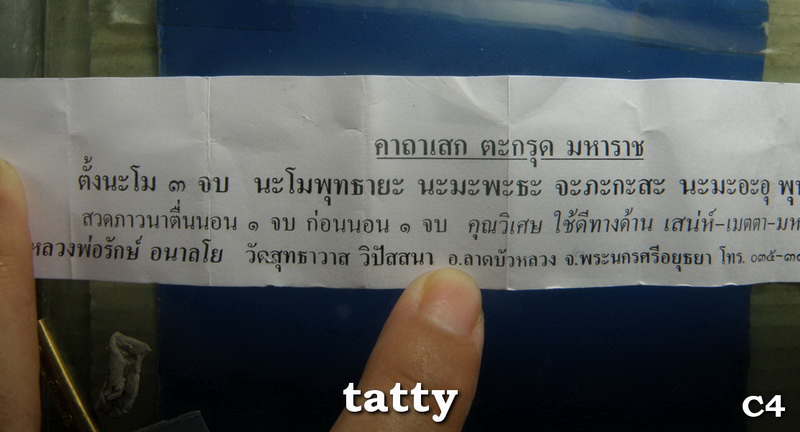 คาถาเสก ตะกรุด มหาราช
ตั้งนะโม ๓ จบ นะโมพุทธายะ นะมะพะธะ จะภะกะสะ นะมะอะอุ พุท
สวดภาวนาตื่นนอน ๑ จบ ก่อนนอน ๑ จบ คุณวิเศษ ใช้ดีทางด้าน เสน่ห์-เมตตา-มห
หลวงพ่อรักษ์ อนาลโย วัดสุทธาวาส วิปัสสนา อ.ลาดบัวหลวง จ.พระนครศรีอยุธยา โทร. ๐๓๕-๓
tatty
C4